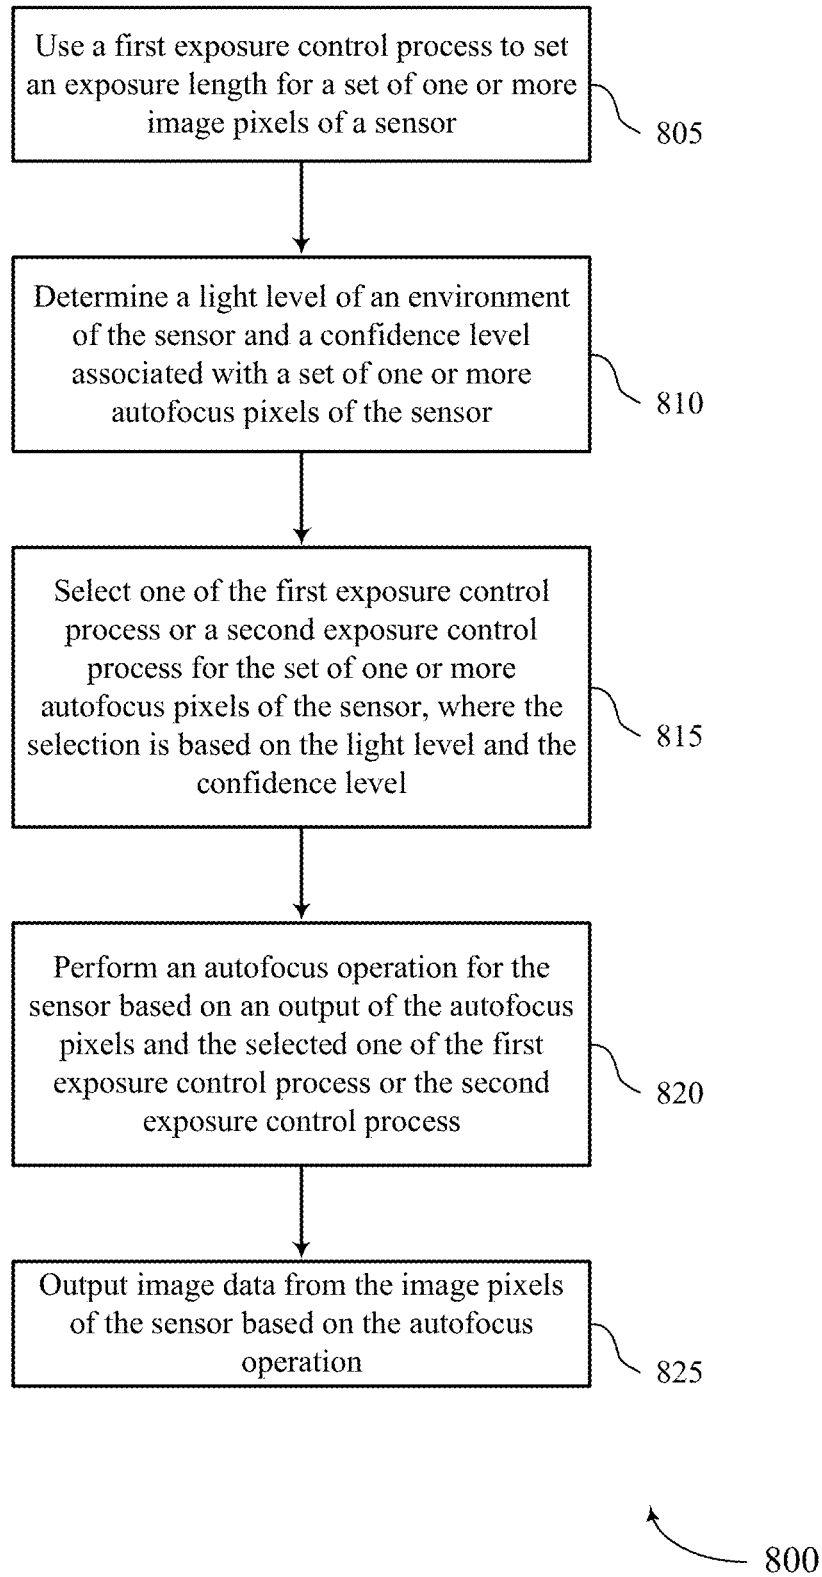 Use a first exposure control process to set
an exposure length for a set of one or more
image pixels of a sensor
805
Determine a light level of an environment
of the sensor and a confidence level
associated with a set of one or more
autofocus pixels of the sensor
810
Select one of the first exposure control
process or a second exposure control
process for the set of one or more
autofocus pixels of the sensor, where the
selection is based on the light level and the
confidence level
815
Perform an autofocus operation for the
sensor based on an output of the autofocus
pixels and the selected one of the first
exposure control process or the second
exposure control process
820
Output image data from the image pixels
of the sensor based on the autofocus
operation
825
800